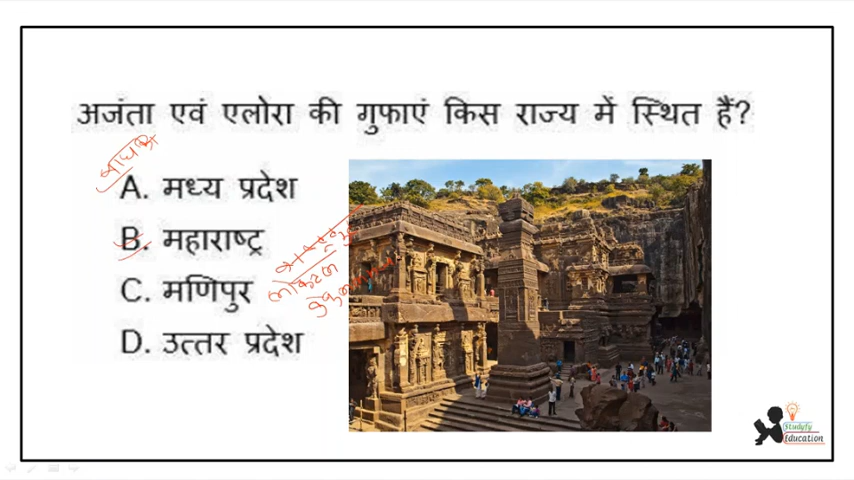 अजंता एवं एलोरा की गुफाएं किस राज्य में स्थित हैं?
A. मध्य प्रदेश
B. महाराष्ट्र
C. मणिपुर
D. उत्तर प्रदेश
Studyfy
Education